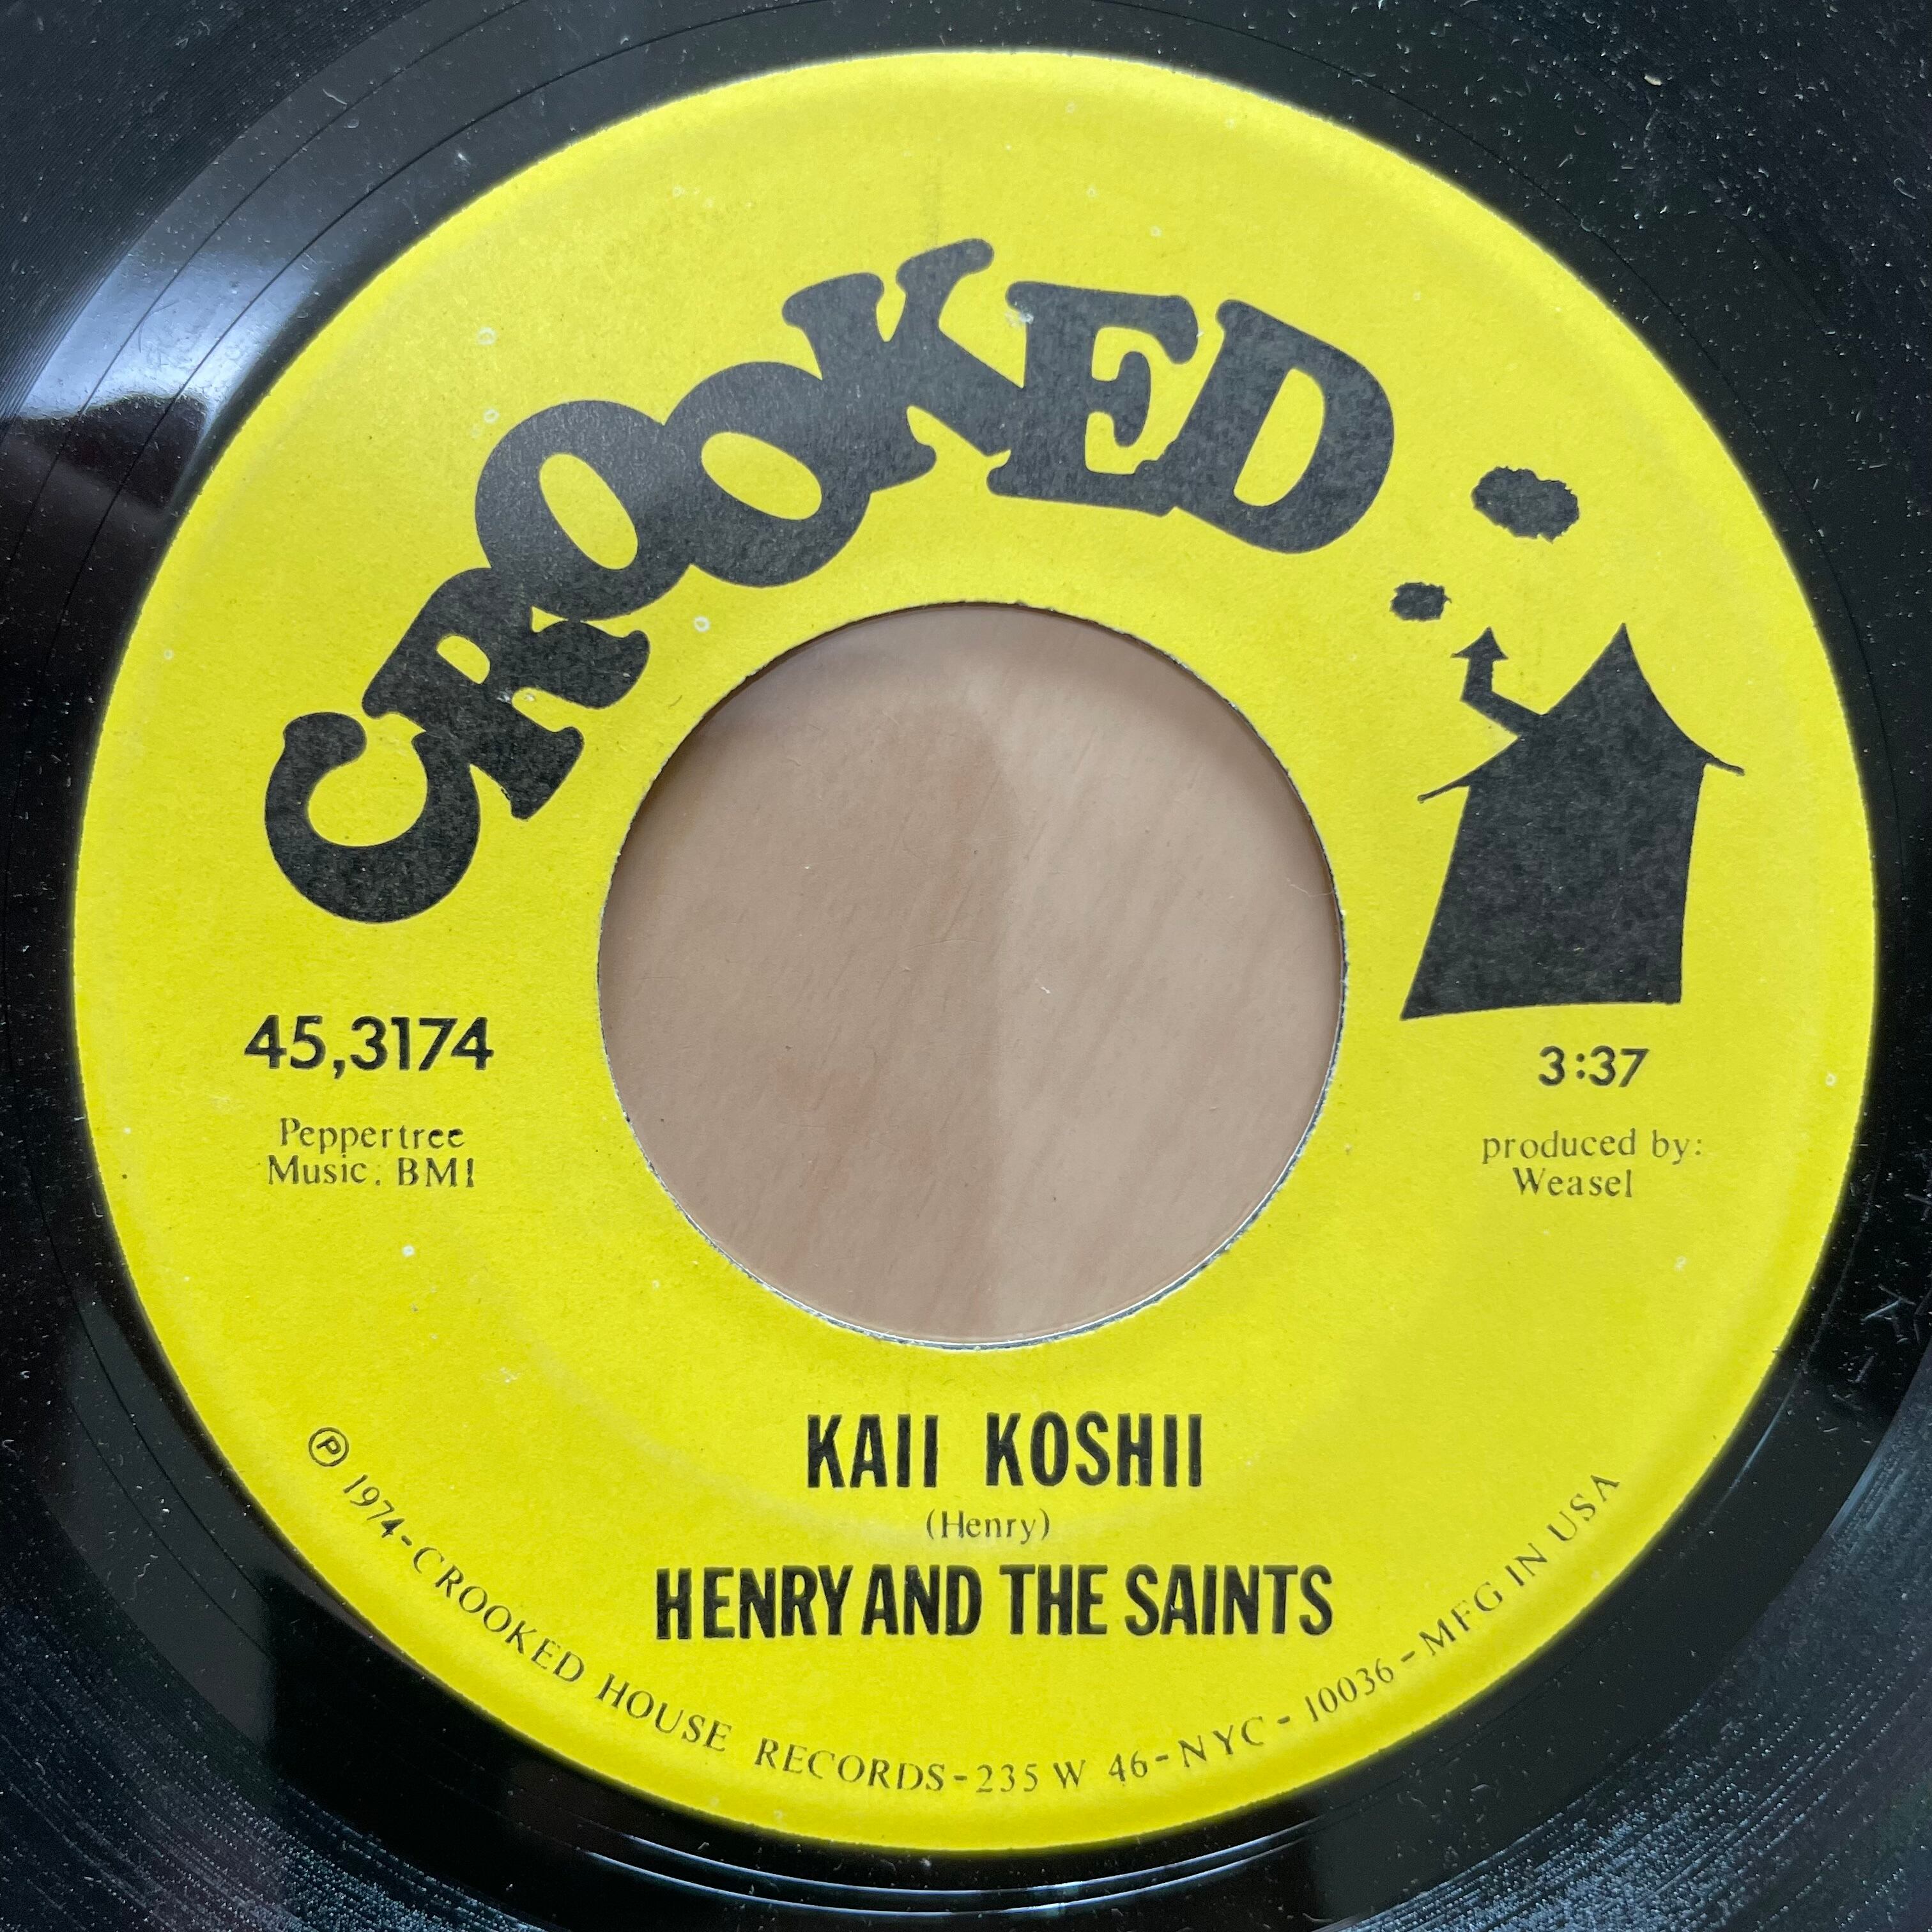 CROOKED
45,3174
Peppertree
Music. BMI
3:37
produced by:
Weasel
KAII KOSHII
(Henry)
HENRY AND THE SAINTS
℗ 1974-CROOKED HOUSE RECORDS-235 W 46-NYC-10036-MFG IN USA